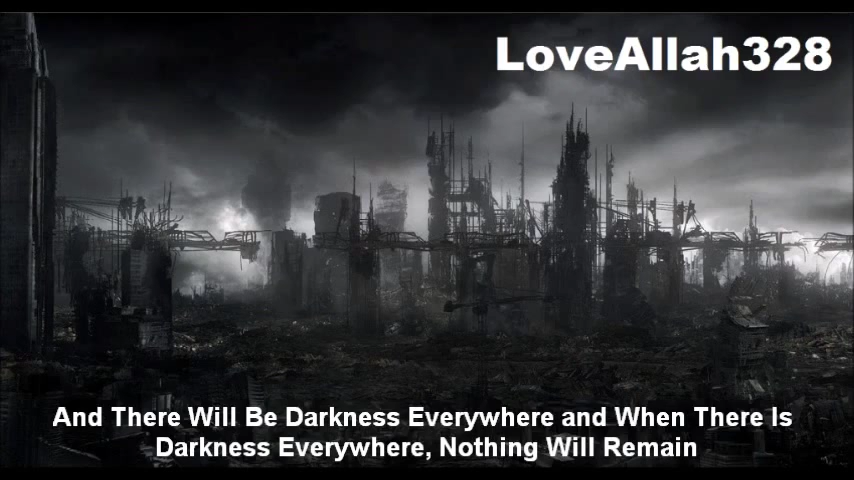 LoveAllah328
And There Will Be Darkness Everywhere and When There Is
Darkness Everywhere, Nothing Will Remain